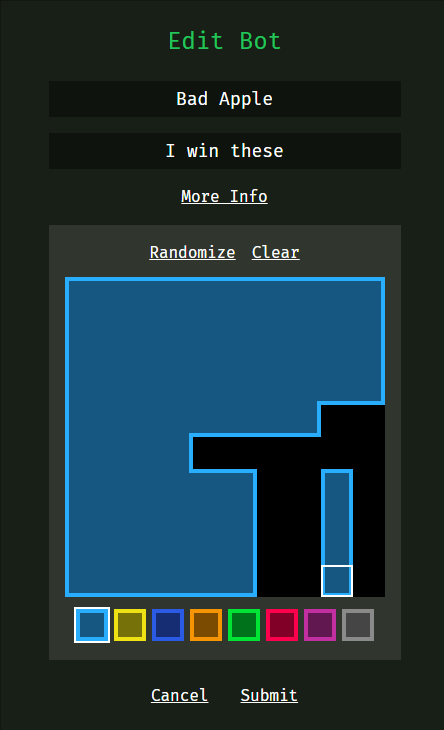 Edit Bot
Bad Apple
I win these
More Info
Randomize Clear
Cancel Submit